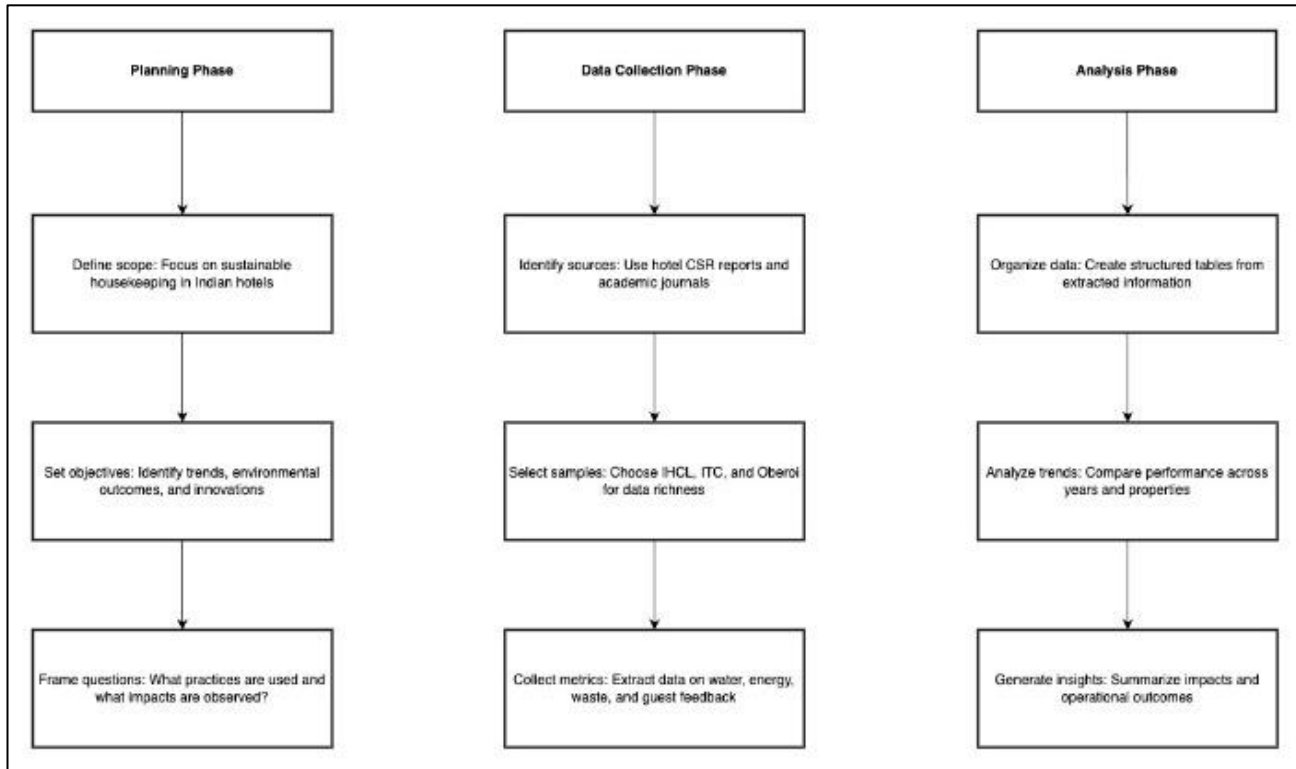 Planning Phase
Define scope: Focus on sustainable
housekeeping in Indian hotels
Set objectives: Identify trends, environmental
outcomes, and innovations
Frame questions: What practices are used and
what impacts are observed?
Data Collection Phase
Identify sources: Use hotel CSR reports and
academic journals
Select samples: Choose IHCL, ITC, and Oberoi
for data richness
Collect metrics: Extract data on water, energy,
waste, and guest feedback
Analysis Phase
Organize data: Create structured tables from
extracted information
Analyze trends: Compare performance across
years and properties
Generate insights: Summarize impacts and
operational outcomes